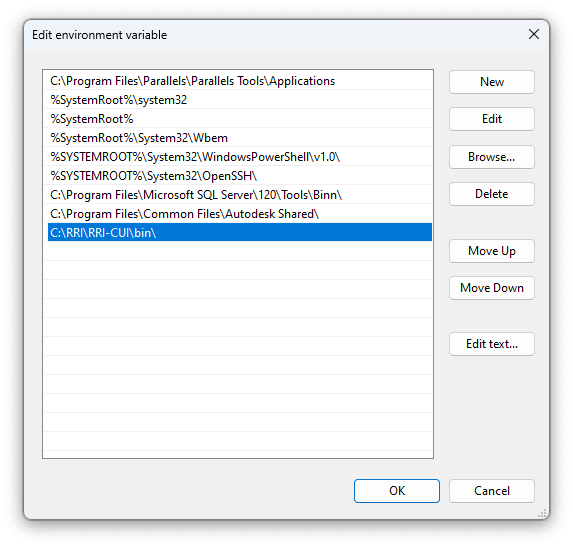 Edit environment variable
C:\Program Files\Parallels\Parallels Tools\Applications
%SystemRoot%\system32
%SystemRoot%
%SystemRoot%\System32\Wbem
%SYSTEMROOT%\System32\WindowsPowerShell\v1.0\
%SYSTEMROOT%\System32\OpenSSH\
C:\Program Files\Microsoft SQL Server\120\Tools\Binn\
C:\Program Files\Common Files\Autodesk Shared\
C:\RRI\RRI-CUI\bin\
New
Edit
Browse...
Delete
Move Up
Move Down
Edit text...
OK
Cancel